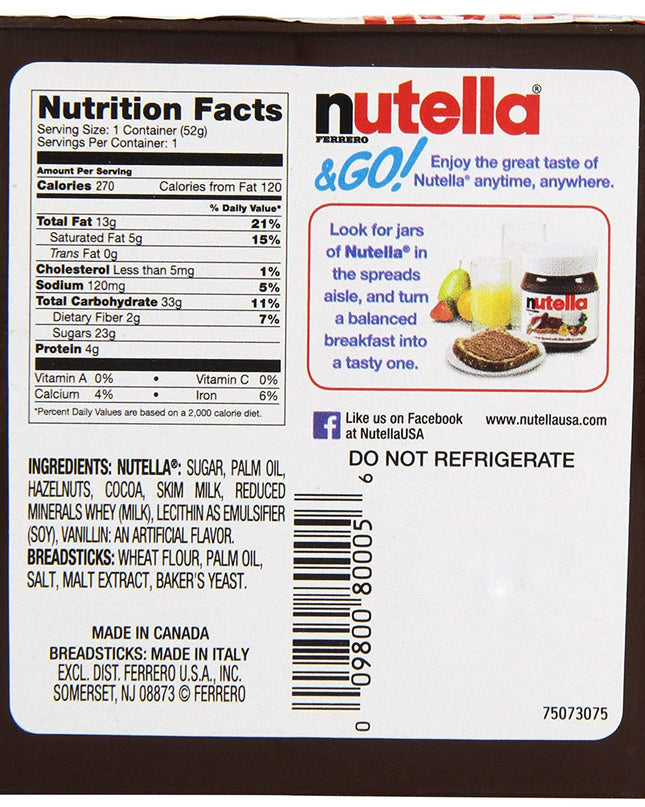 Nutrition Facts
Serving Size: 1 Container (52g)
Servings Per Container: 1
Amount Per Serving
Calories 270 Calories from Fat 120
% Daily Value*
Total Fat 13g 21%
Saturated Fat 5g 15%
Trans Fat 0g
Cholesterol Less than 5mg 1%
Sodium 120mg 5%
Total Carbohydrate 33g 11%
Dietary Fiber 2g 7%
Sugars 23g
Protein 4g
Vitamin A 0% • Vitamin C 0%
Calcium 4% • Iron 6%
*Percent Daily Values are based on a 2,000 calorie diet.
INGREDIENTS: NUTELLA®: SUGAR, PALM OIL,
HAZELNUTS, COCOA, SKIM MILK, REDUCED
MINERALS WHEY (MILK), LECITHIN AS EMULSIFIER
(SOY), VANILLIN: AN ARTIFICIAL FLAVOR.
BREADSTICKS: WHEAT FLOUR, PALM OIL,
SALT, MALT EXTRACT, BAKER'S YEAST.
MADE IN CANADA
BREADSTICKS: MADE IN ITALY
EXCL. DIST. FERRERO U.S.A., INC.
SOMERSET, NJ 08873 © FERRERO
nutella®
FERRERO
&GO!
Enjoy the great taste of
Nutella® anytime, anywhere.
Look for jars
of Nutella® in
the spreads
aisle, and turn
a balanced
breakfast into
a tasty one.
nutella
f
Like us on Facebook
at NutellaUSA
www.nutellausa.com
DO NOT REFRIGERATE
0 09800 80005 6
75073075